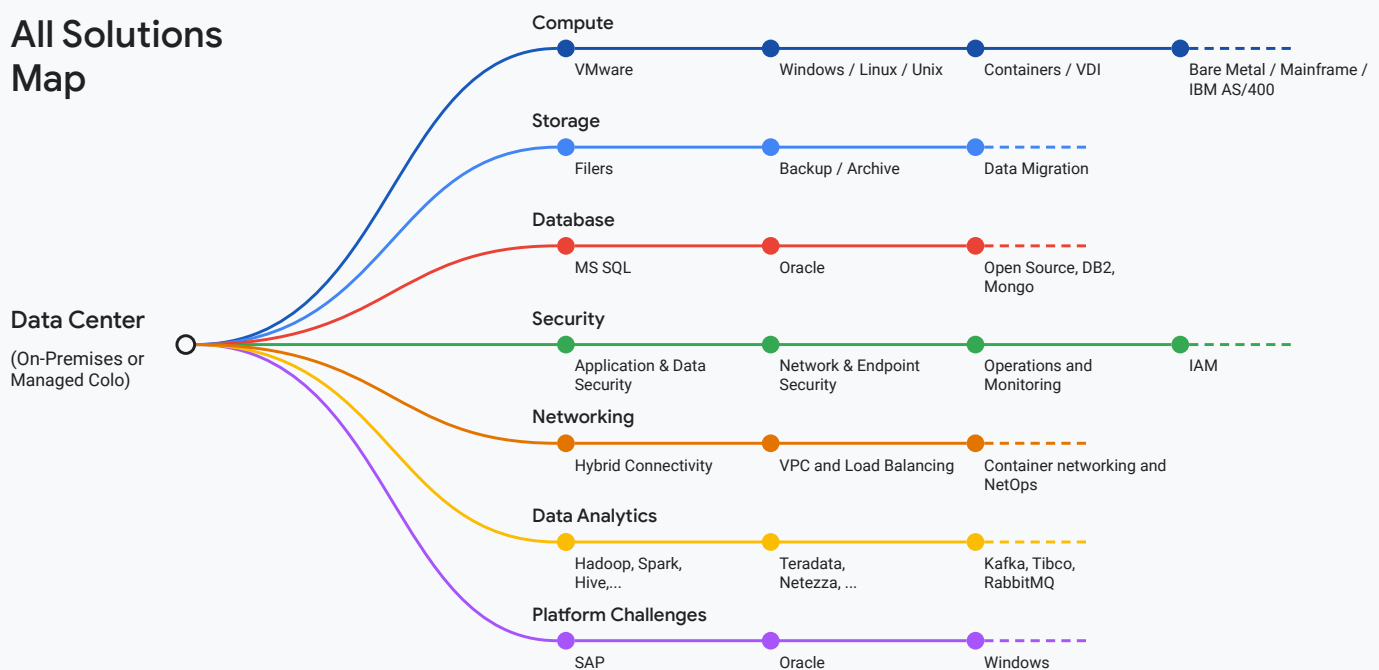 All Solutions
Map
Compute
VMware
Windows / Linux / Unix
Containers / VDI
Bare Metal / Mainframe /
IBM AS/400
Storage
Filers
Backup / Archive
Data Migration
Database
MS SQL
Oracle
Open Source, DB2,
Mongo
Data Center
(On-Premises or
Managed Colo)
Security
Application & Data
Security
Network & Endpoint
Security
Operations and
Monitoring
IAM
Networking
Hybrid Connectivity
VPC and Load Balancing
Container networking and
NetOps
Data Analytics
Hadoop, Spark,
Hive,...
Teradata,
Netezza, ...
Kafka, Tibco,
RabbitMQ
Platform Challenges
SAP
Oracle
Windows